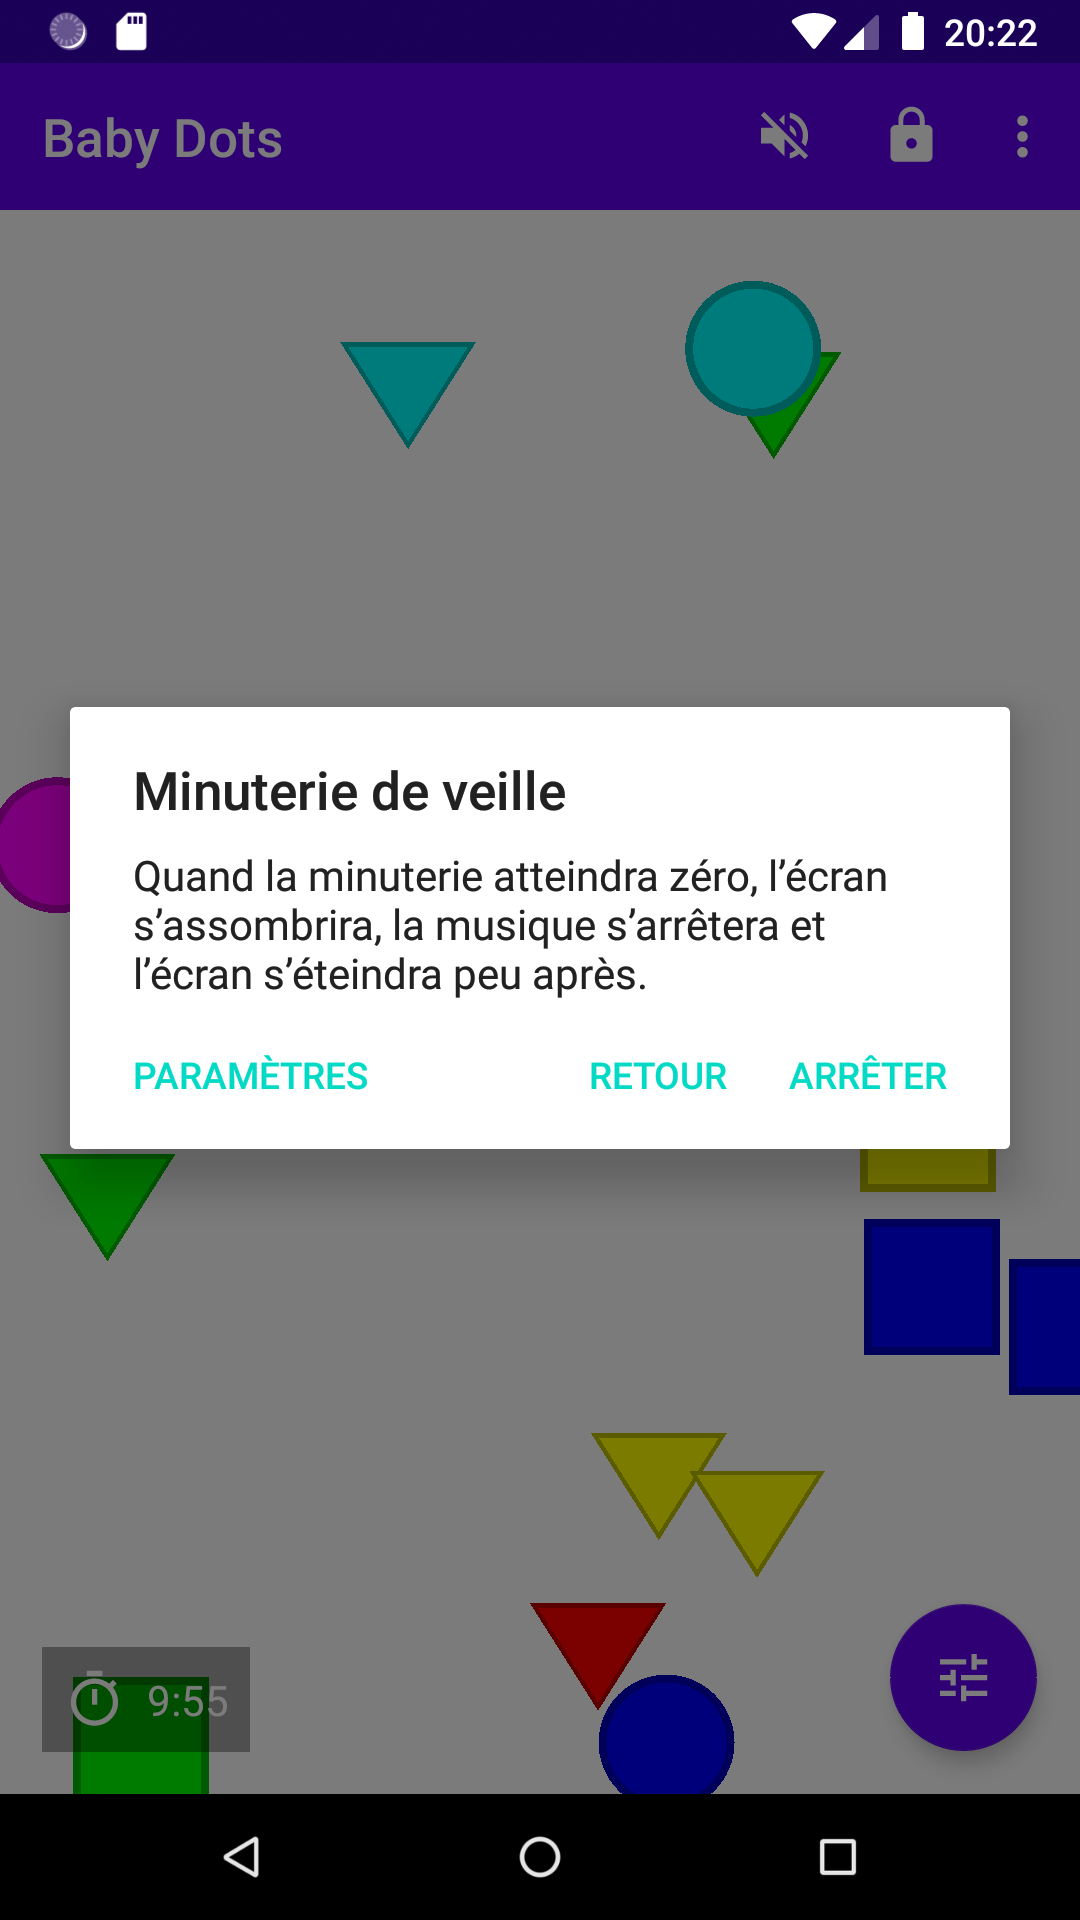 20:22
Baby Dots
Minuterie de veille
Quand la minuterie atteindra zéro, l’écran
s’assombrira, la musique s’arrêtera et
l’écran s’éteindra peu après.
PARAMÈTRES RETOUR ARRÊTER
9:55